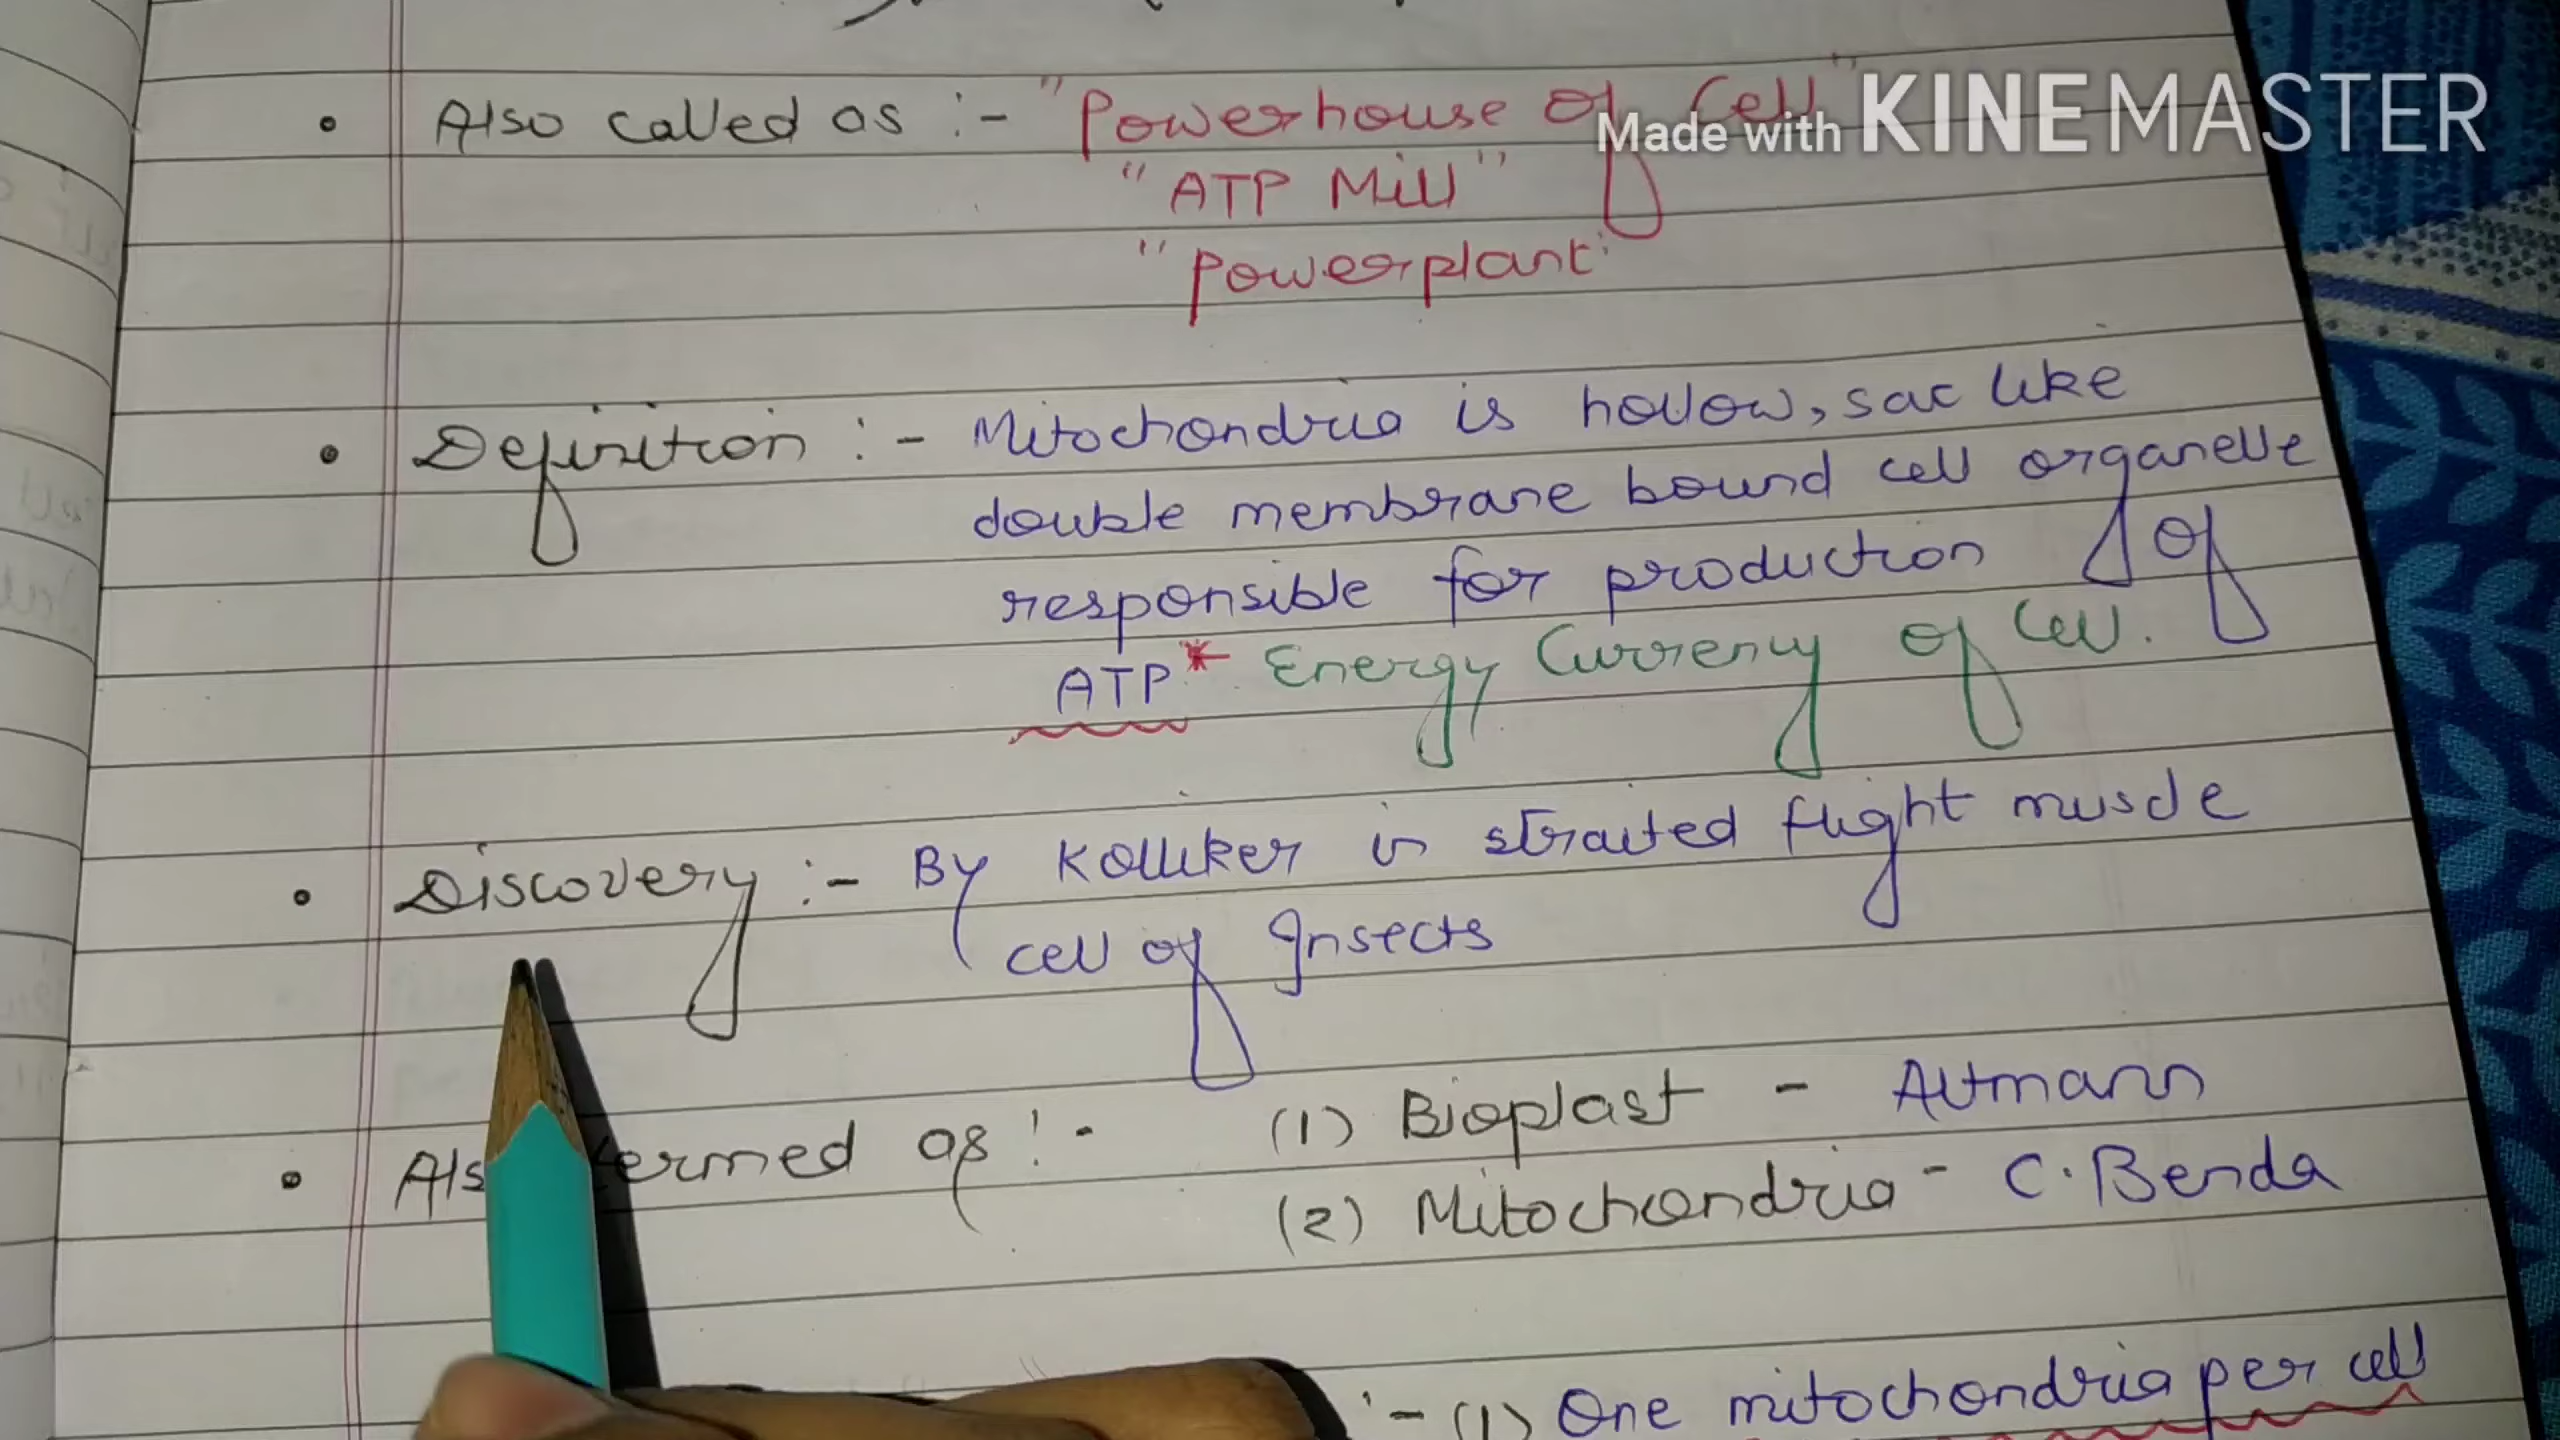 • Also called as :- "Powerhouse of Cell"
Made with KINEMASTER
"ATP Mill"
"Powerplant"
• Definition :- Mitochondria is hollow, sac like
double membrane bound cell organelle
responsible for production of
ATP * Energy Currency of Cell.
• Discovery :- By Kolliker in straited flight muscle
cell of Insects
• Als termed as :- (1) Bioplast - Altmann
(2) Mitochondria - C. Benda
:- (1) One mitochondria per cell